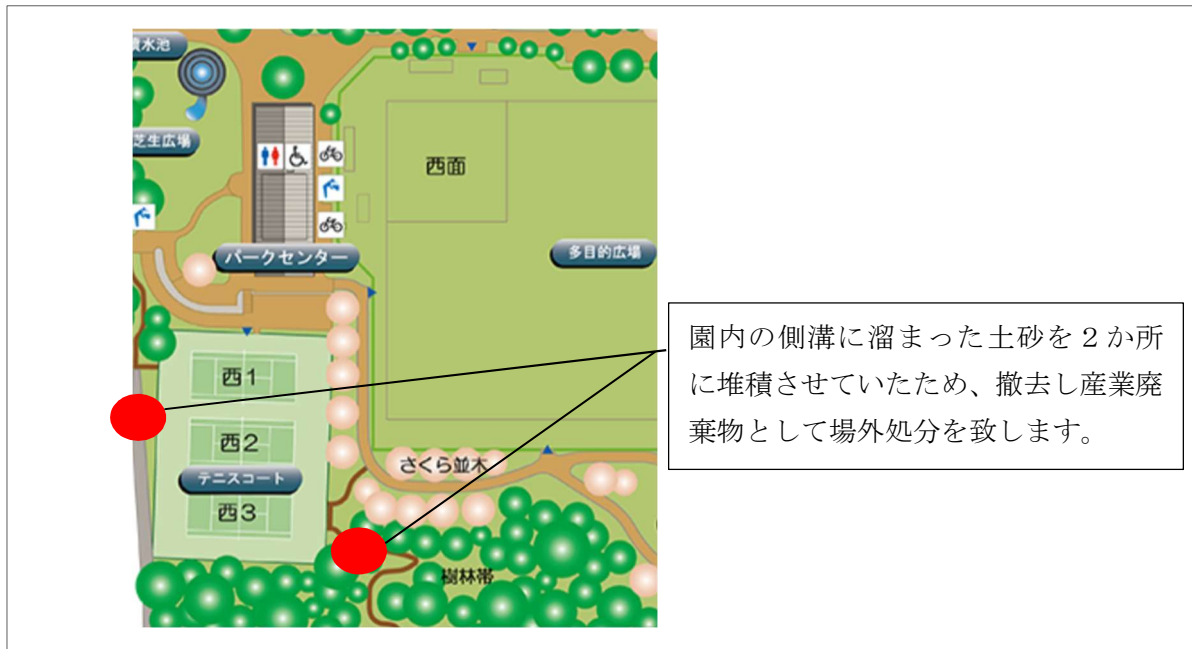 噴水池
芝生広場
西面
パークセンター
多目的広場
西1
西2
テニスコート
西3
さくら並木
樹林帯
園内の側溝に溜まった土砂を２か所
に堆積させていたため、撤去し産業廃
棄物として場外処分を致します。